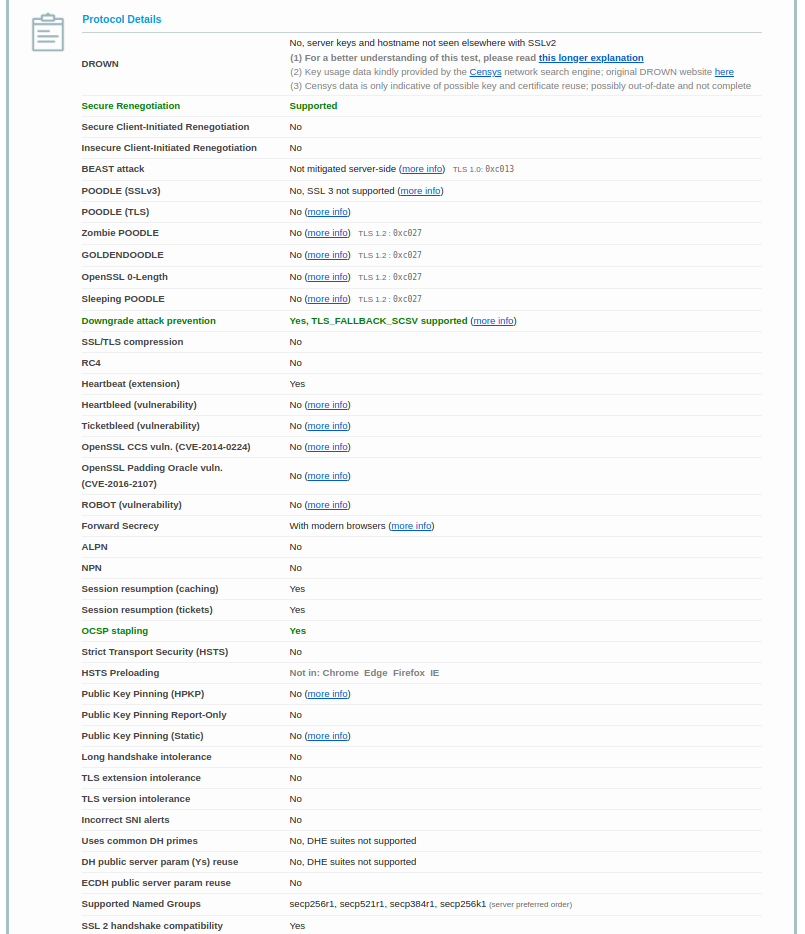 Protocol Details
DROWN
No, server keys and hostname not seen elsewhere with SSLv2
(1) For a better understanding of this test, please read this longer explanation
(2) Key usage data kindly provided by the Censys network search engine; original DROWN website here
(3) Censys data is only indicative of possible key and certificate reuse; possibly out-of-date and not complete
Secure Renegotiation Supported
Secure Client-Initiated Renegotiation No
Insecure Client-Initiated Renegotiation No
BEAST attack Not mitigated server-side (more info) TLS 1.0: 0xc013
POODLE (SSLv3) No, SSL 3 not supported (more info)
POODLE (TLS) No (more info)
Zombie POODLE No (more info) TLS 1.2 : 0xc027
GOLDENDOODLE No (more info) TLS 1.2 : 0xc027
OpenSSL 0-Length No (more info) TLS 1.2 : 0xc027
Sleeping POODLE No (more info) TLS 1.2 : 0xc027
Downgrade attack prevention Yes, TLS_FALLBACK_SCSV supported (more info)
SSL/TLS compression No
RC4 No
Heartbeat (extension) Yes
Heartbleed (vulnerability) No (more info)
Ticketbleed (vulnerability) No (more info)
OpenSSL CCS vuln. (CVE-2014-0224) No (more info)
OpenSSL Padding Oracle vuln.
(CVE-2016-2107) No (more info)
ROBOT (vulnerability) No (more info)
Forward Secrecy With modern browsers (more info)
ALPN No
NPN No
Session resumption (caching) Yes
Session resumption (tickets) Yes
OCSP stapling Yes
Strict Transport Security (HSTS) No
HSTS Preloading Not in: Chrome Edge Firefox IE
Public Key Pinning (HPKP) No (more info)
Public Key Pinning Report-Only No
Public Key Pinning (Static) No (more info)
Long handshake intolerance No
TLS extension intolerance No
TLS version intolerance No
Incorrect SNI alerts No
Uses common DH primes No, DHE suites not supported
DH public server param (Ys) reuse No, DHE suites not supported
ECDH public server param reuse No
Supported Named Groups secp256r1, secp521r1, secp384r1, secp256k1 (server preferred order)
SSL 2 handshake compatibility Yes